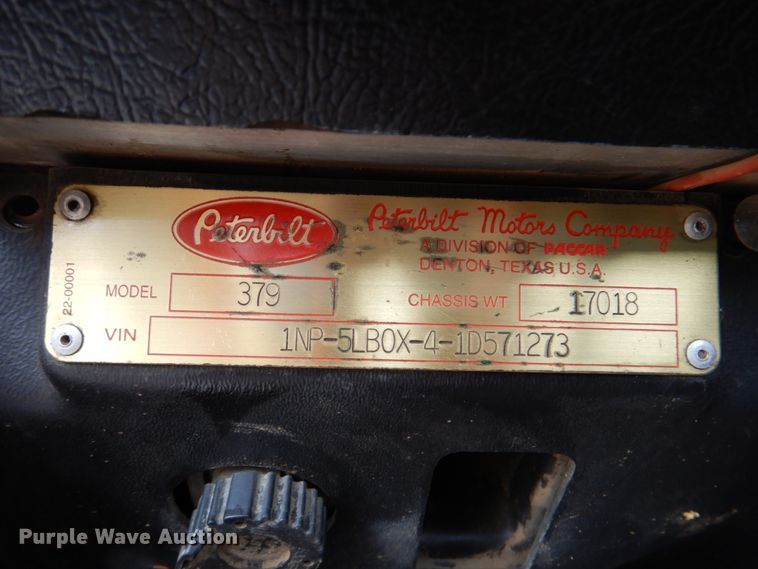 Peterbilt
Peterbilt Motors Company
A DIVISION OF PACCAR
DENTON, TEXAS U.S.A.
22-00001
MODEL 379 CHASSIS WT 17018
VIN 1NP-5LB0X-4-1D571273
Purple Wave Auction